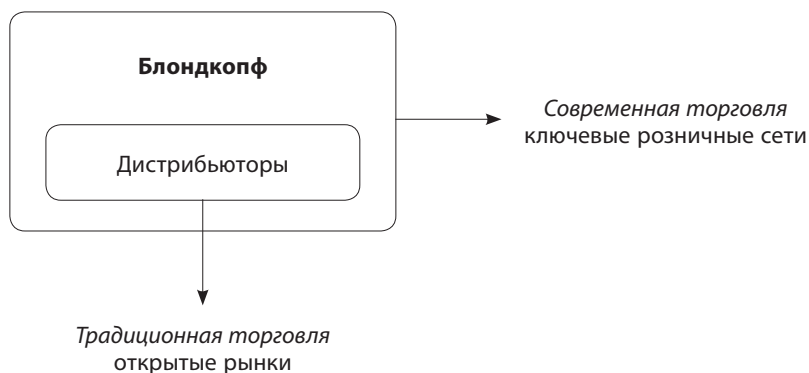 Блондкопф
Дистрибьюторы
Современная торговля
ключевые розничные сети
Традиционная торговля
открытые рынки